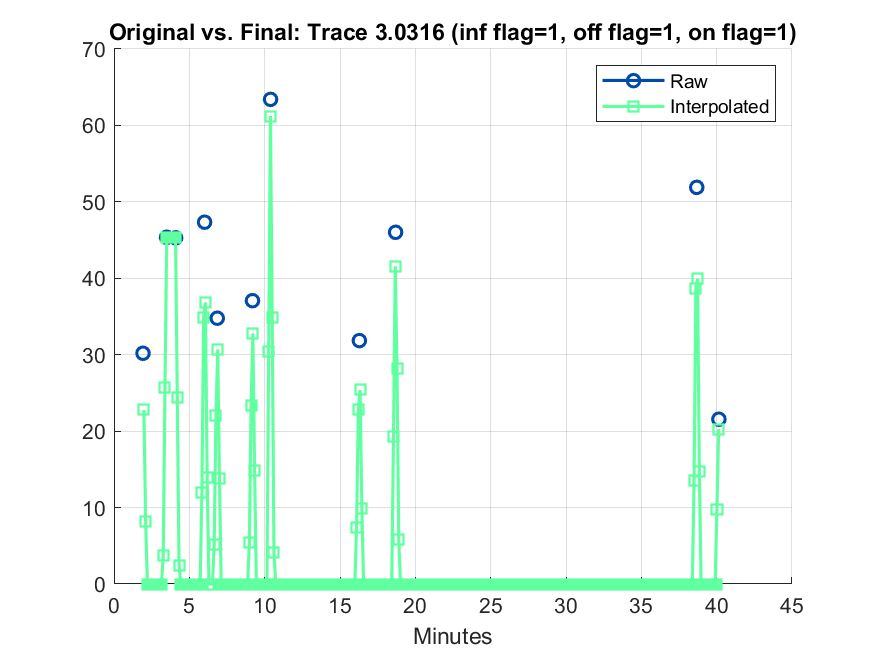 Original vs. Final: Trace 3.0316 (inf flag=1, off flag=1, on flag=1)
70
60
50
40
30
20
10
0
Raw
Interpolated
0 5 10 15 20 25 30 35 40 45
Minutes